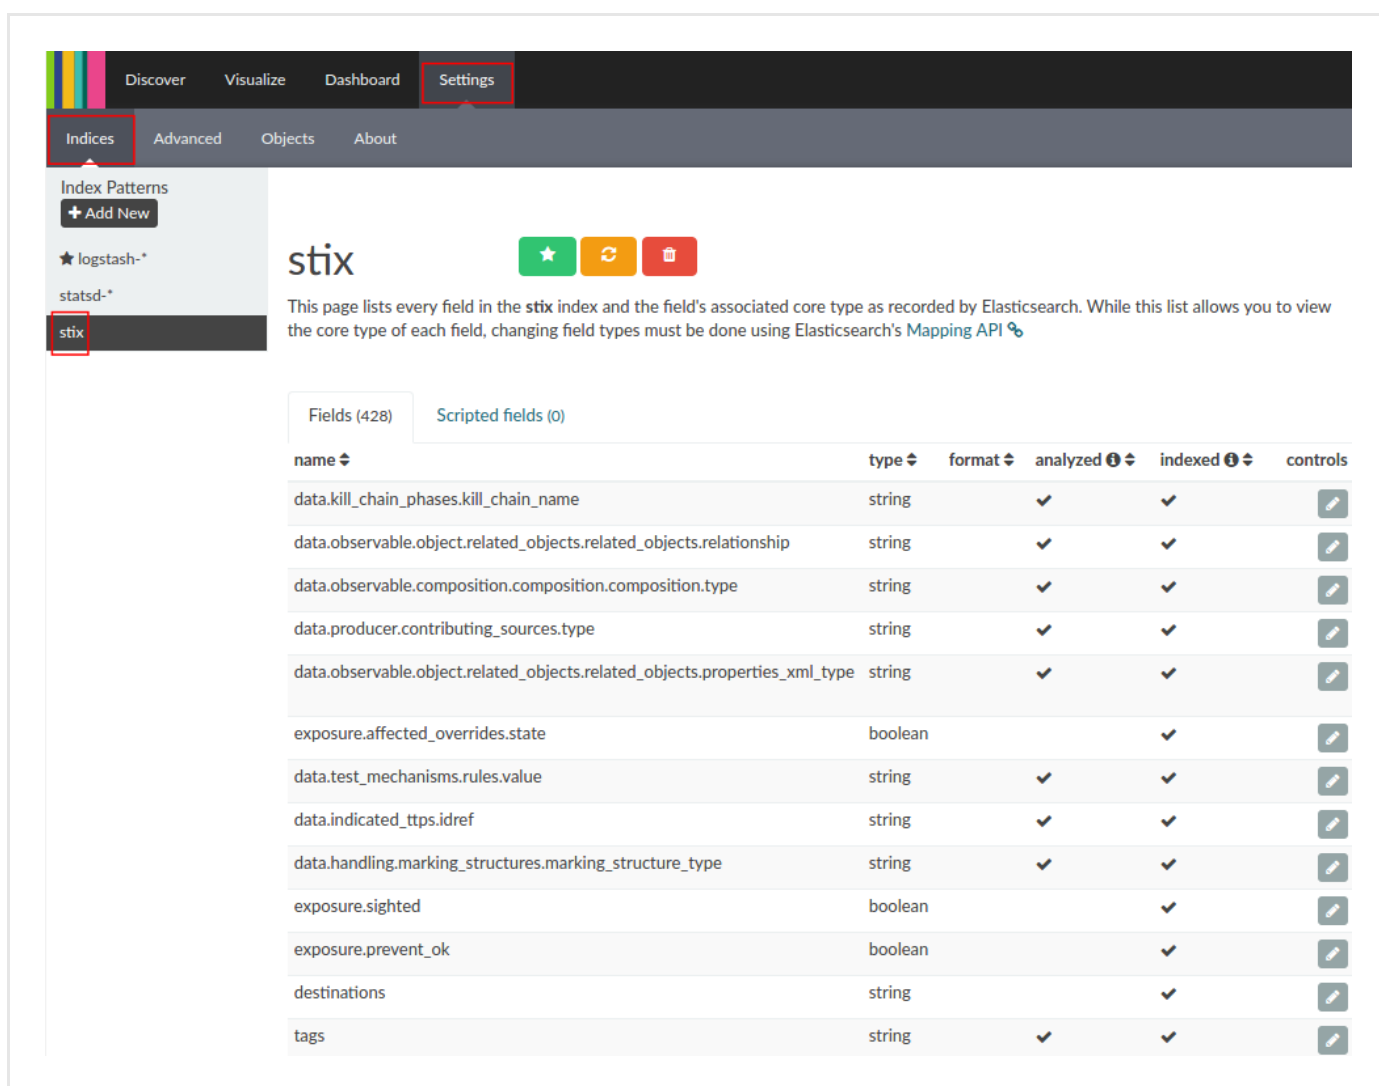 Discover Visualize Dashboard Settings
Indices Advanced Objects About
Index Patterns
Add New
logstash-*
statsd-*
stix
stix
This page lists every field in the stix index and the field's associated core type as recorded by Elasticsearch. While this list allows you to view
the core type of each field, changing field types must be done using Elasticsearch's Mapping API
Fields (428) Scripted fields (0)
name type format analyzed indexed controls
data.kill_chain_phases.kill_chain_name string
data.observable.object.related_objects.related_objects.relationship string
data.observable.composition.composition.composition.type string
data.producer.contributing_sources.type string
data.observable.object.related_objects.related_objects.properties_xml_type string
exposure.affected_overrides.state boolean
data.test_mechanisms.rules.value string
data.indicated_ttps.idref string
data.handling.marking_structures.marking_structure_type string
exposure.sighted boolean
exposure.prevent_ok boolean
destinations string
tags string